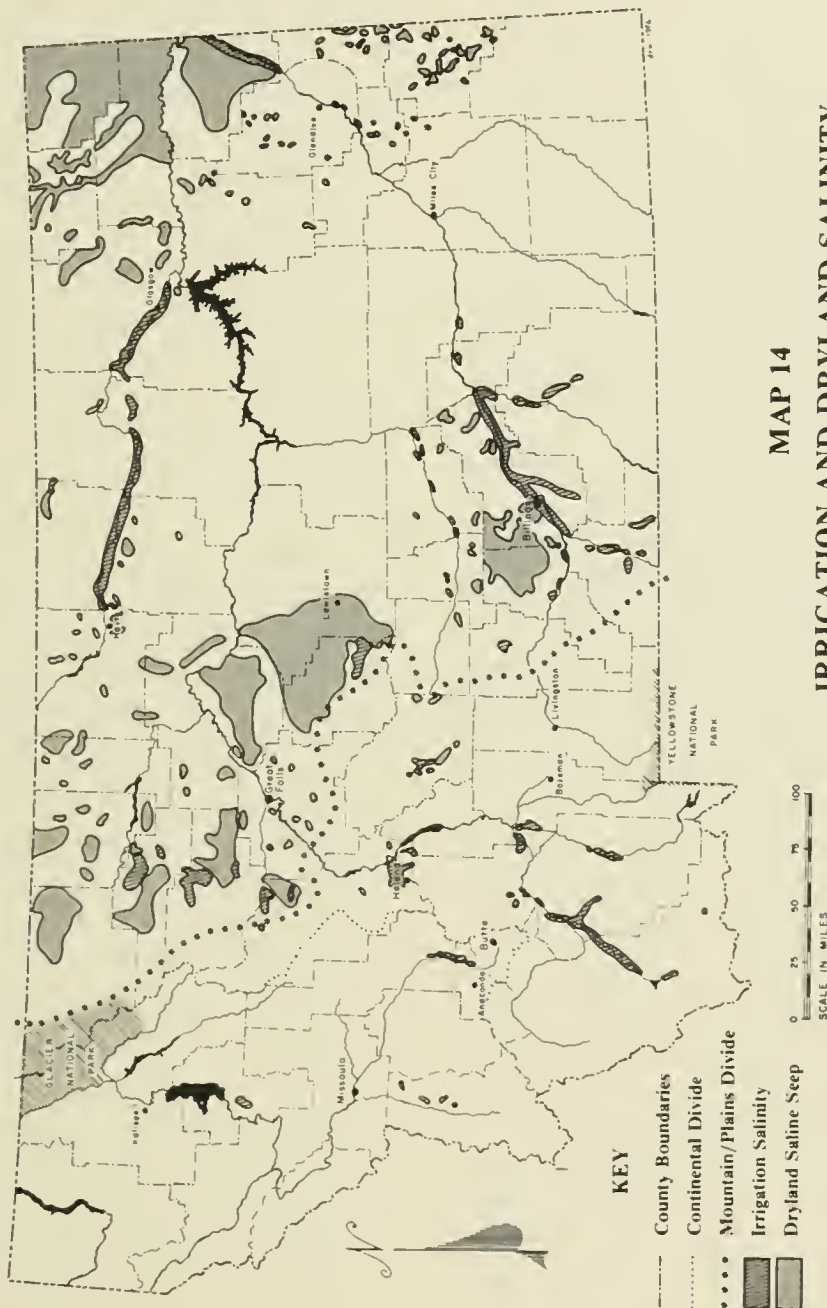 GLACIER
NATIONAL
PARK
Kalispell
Missoula
Anaconda
Butte
Helena
Great
Falls
Havre
Glasgow
Lewistown
Glendive
Miles City
Billings
Livingston
Bozeman
YELLOWSTONE
NATIONAL
PARK
N
KEY
County Boundaries
Continental Divide
Mountain/Plains Divide
Irrigation Salinity
Dryland Saline Seep
0 25 50 75 100
SCALE IN MILES
MAP 14
IRRIGATION AND DRYLAND SALINITY